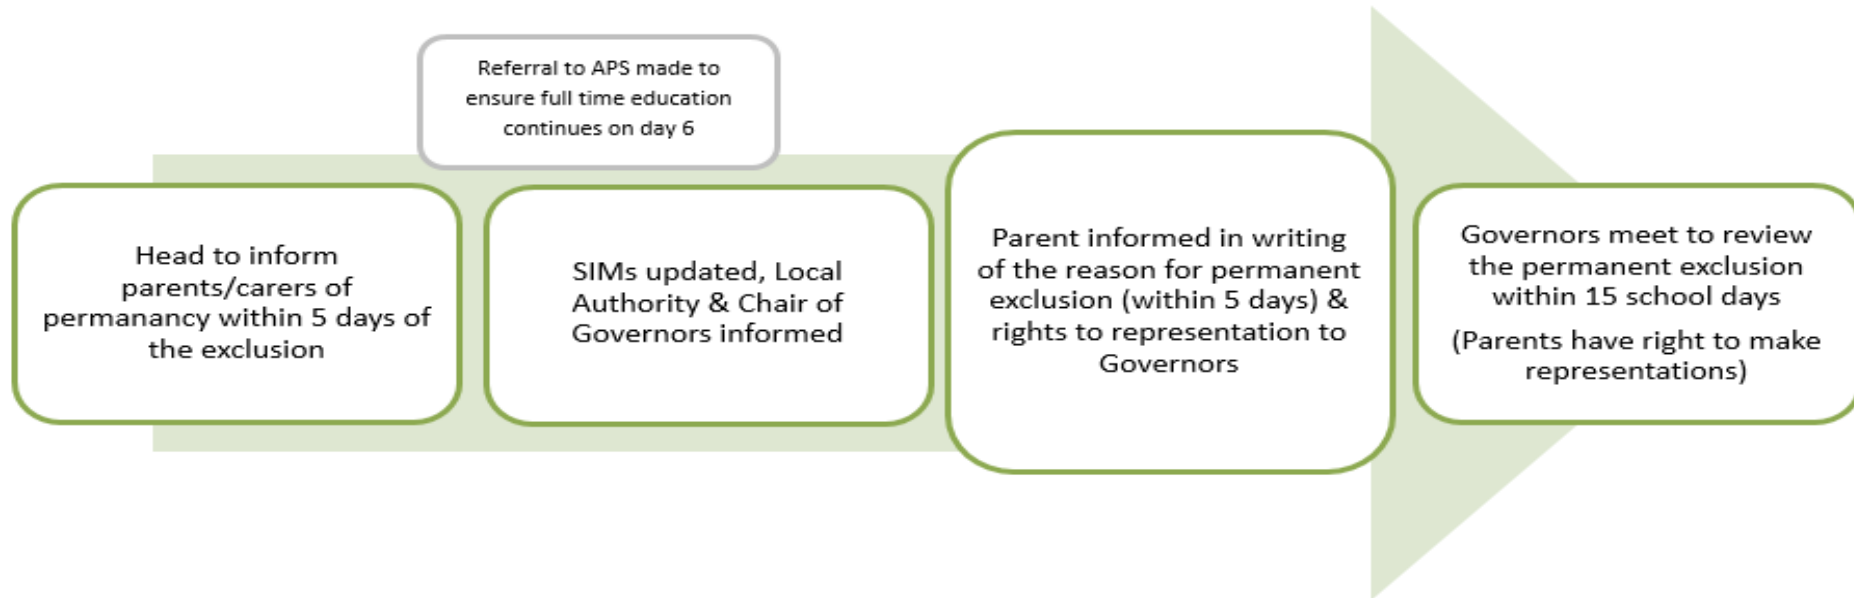 Referral to APS made to
ensure full time education
continues on day 6
Head to inform
parents/carers of
permanancy within 5 days of
the exclusion
SIMs updated, Local
Authority & Chair of
Governors informed
Parent informed in writing
of the reason for permanent
exclusion (within 5 days) &
rights to representation to
Governors
Governors meet to review
the permanent exclusion
within 15 school days
(Parents have right to make
representations)